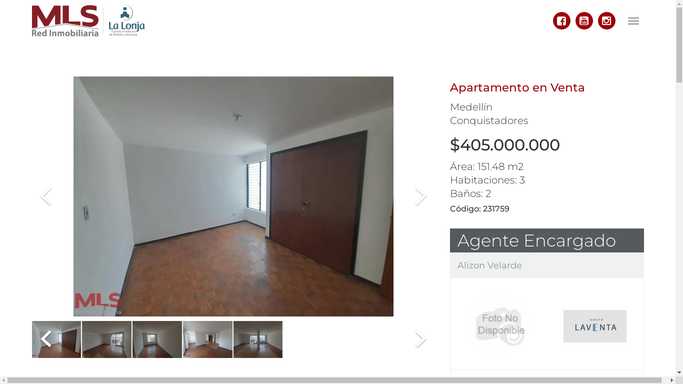 MLS
Red Inmobiliaria
La Lonja
Apartamento en Venta
Medellín
Conquistadores
$405.000.000
Área: 151.48 m2
Habitaciones: 3
Baños: 2
Código: 231759
MLS
Agente Encargado
Alizon Velarde
Foto No
Disponible
LAVENTA